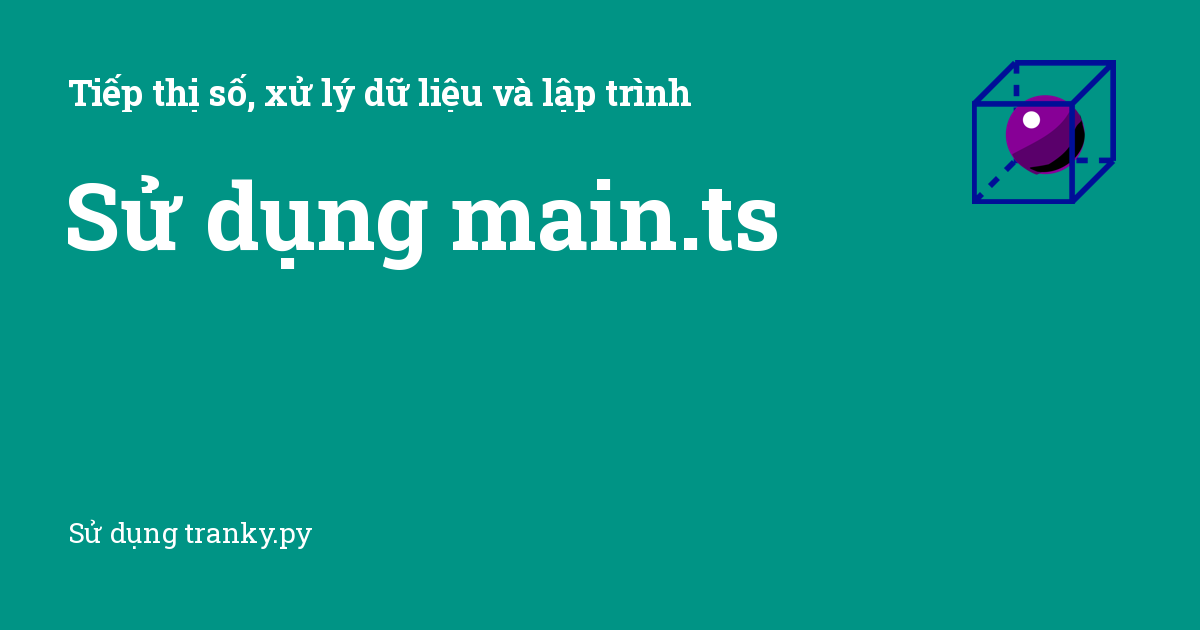 Tiếp thị số, xử lý dữ liệu và lập trình
Sử dụng main.ts
Sử dụng tranky.py